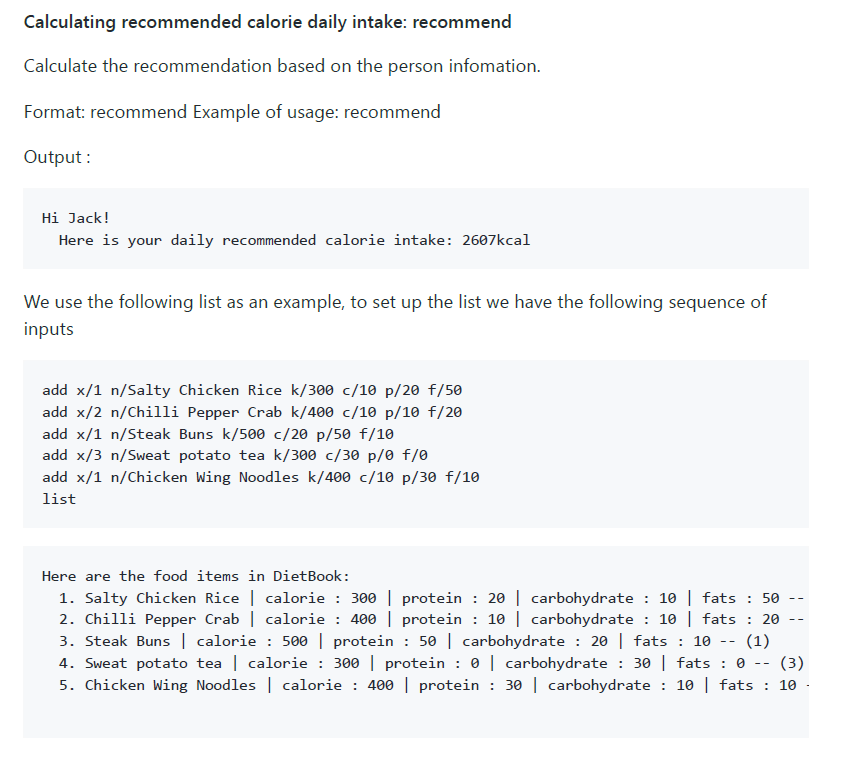 Calculating recommended calorie daily intake: recommend
Calculate the recommendation based on the person infomation.
Format: recommend Example of usage: recommend
Output :
Hi Jack!
Here is your daily recommended calorie intake: 2607kcal
We use the following list as an example, to set up the list we have the following sequence of
inputs
add x/1 n/Salty Chicken Rice k/300 c/10 p/20 f/50
add x/2 n/Chilli Pepper Crab k/400 c/10 p/10 f/20
add x/1 n/Steak Buns k/500 c/20 p/50 f/10
add x/3 n/Sweat potato tea k/300 c/30 p/0 f/0
add x/1 n/Chicken Wing Noodles k/400 c/10 p/30 f/10
list
Here are the food items in DietBook:
1. Salty Chicken Rice | calorie : 300 | protein : 20 | carbohydrate : 10 | fats : 50 --
2. Chilli Pepper Crab | calorie : 400 | protein : 10 | carbohydrate : 10 | fats : 20 --
3. Steak Buns | calorie : 500 | protein : 50 | carbohydrate : 20 | fats : 10 -- (1)
4. Sweat potato tea | calorie : 300 | protein : 0 | carbohydrate : 30 | fats : 0 -- (3)
5. Chicken Wing Noodles | calorie : 400 | protein : 30 | carbohydrate : 10 | fats : 10 -